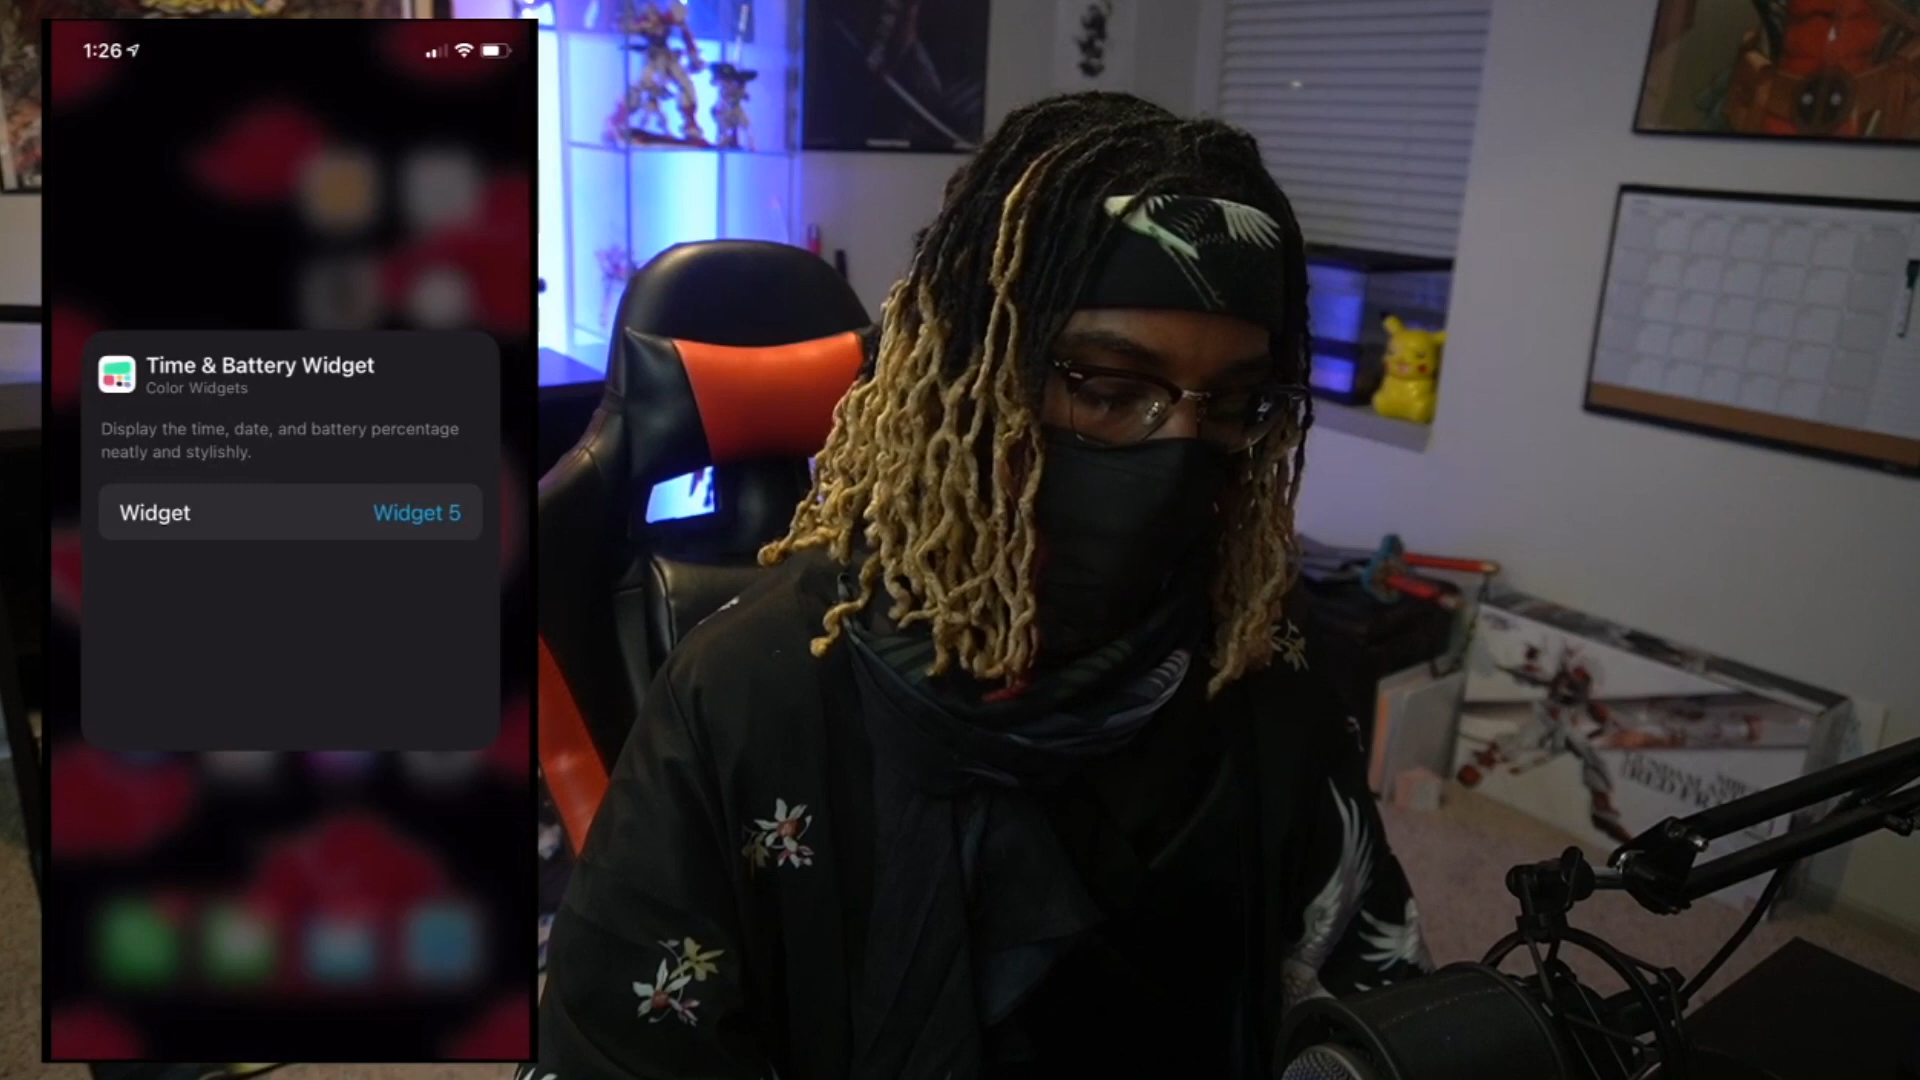 1:26
Time & Battery Widget
Color Widgets
Display the time, date, and battery percentage
neatly and stylishly.
Widget
Widget 5